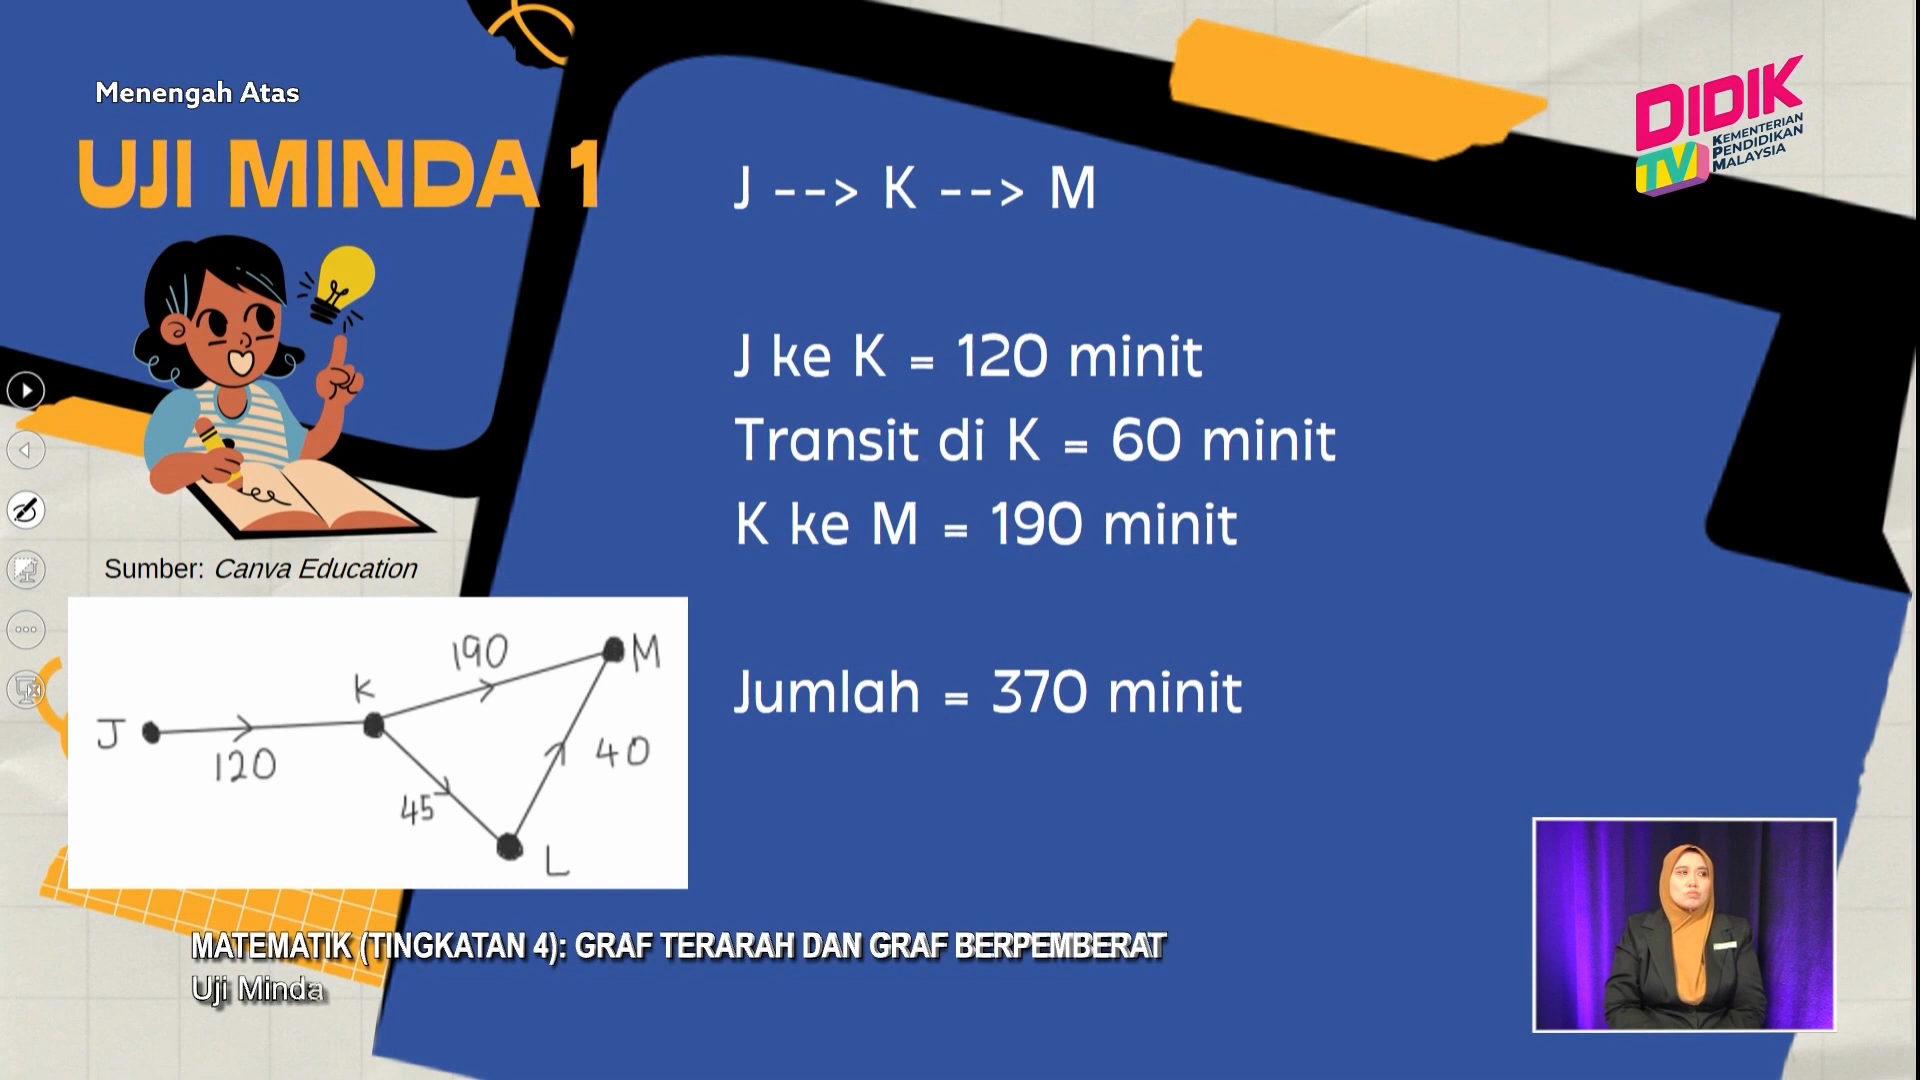 Menengah Atas
UJI MINDA 1
DIDIK
TV
KEMENTERIAN
PENDIDIKAN
MALAYSIA
J --> K --> M
J ke K = 120 minit
Transit di K = 60 minit
K ke M = 190 minit
Jumlah = 370 minit
Sumber: Canva Education
190
M
K
J
120
40
45
L
MATEMATIK (TINGKATAN 4): GRAF TERARAH DAN GRAF BERPEMBERAT
Uji Minda